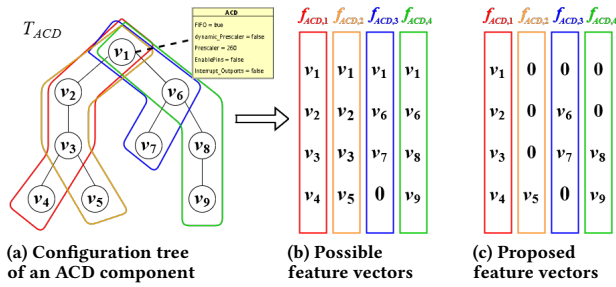 T_ACD
ACD
FIFO = true
dynamic_Prescaler = false
Prescaler = 260
EnablePins = false
Interrupt_Outports = false
v1
v2
v6
v3
v7
v8
v4
v5
v9
(a) Configuration tree
of an ACD component
f_ACD,1 f_ACD,2 f_ACD,3 f_ACD,4
v1 v1 v1 v1
v2 v2 v6 v6
v3 v3 v7 v8
v4 v5 0 v9
(b) Possible
feature vectors
f_ACD,1 f_ACD,2 f_ACD,3 f_ACD,4
v1 0 0 0
v2 0 v6 0
v3 0 v7 v8
v4 v5 0 v9
(c) Proposed
feature vectors